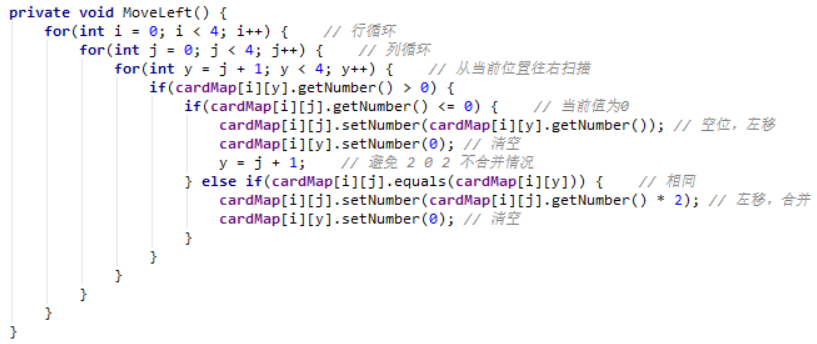 private void MoveLeft() {
    for(int i = 0; i < 4; i++) {    // 行循环
        for(int j = 0; j < 4; j++) {    // 列循环
            for(int y = j + 1; y < 4; y++) {    // 从当前位置往右扫描
                if(cardMap[i][y].getNumber() > 0) {
                    if(cardMap[i][j].getNumber() <= 0) {    // 当前值为0
                        cardMap[i][j].setNumber(cardMap[i][y].getNumber()); // 空位，左移
                        cardMap[i][y].setNumber(0); // 清空
                        y = j + 1;    // 避免 2 0 2 不合并情况
                    } else if(cardMap[i][j].equals(cardMap[i][y])) {    // 相同
                        cardMap[i][j].setNumber(cardMap[i][j].getNumber() * 2); // 左移，合并
                        cardMap[i][y].setNumber(0); // 清空
                    }
                }
            }
        }
    }
}